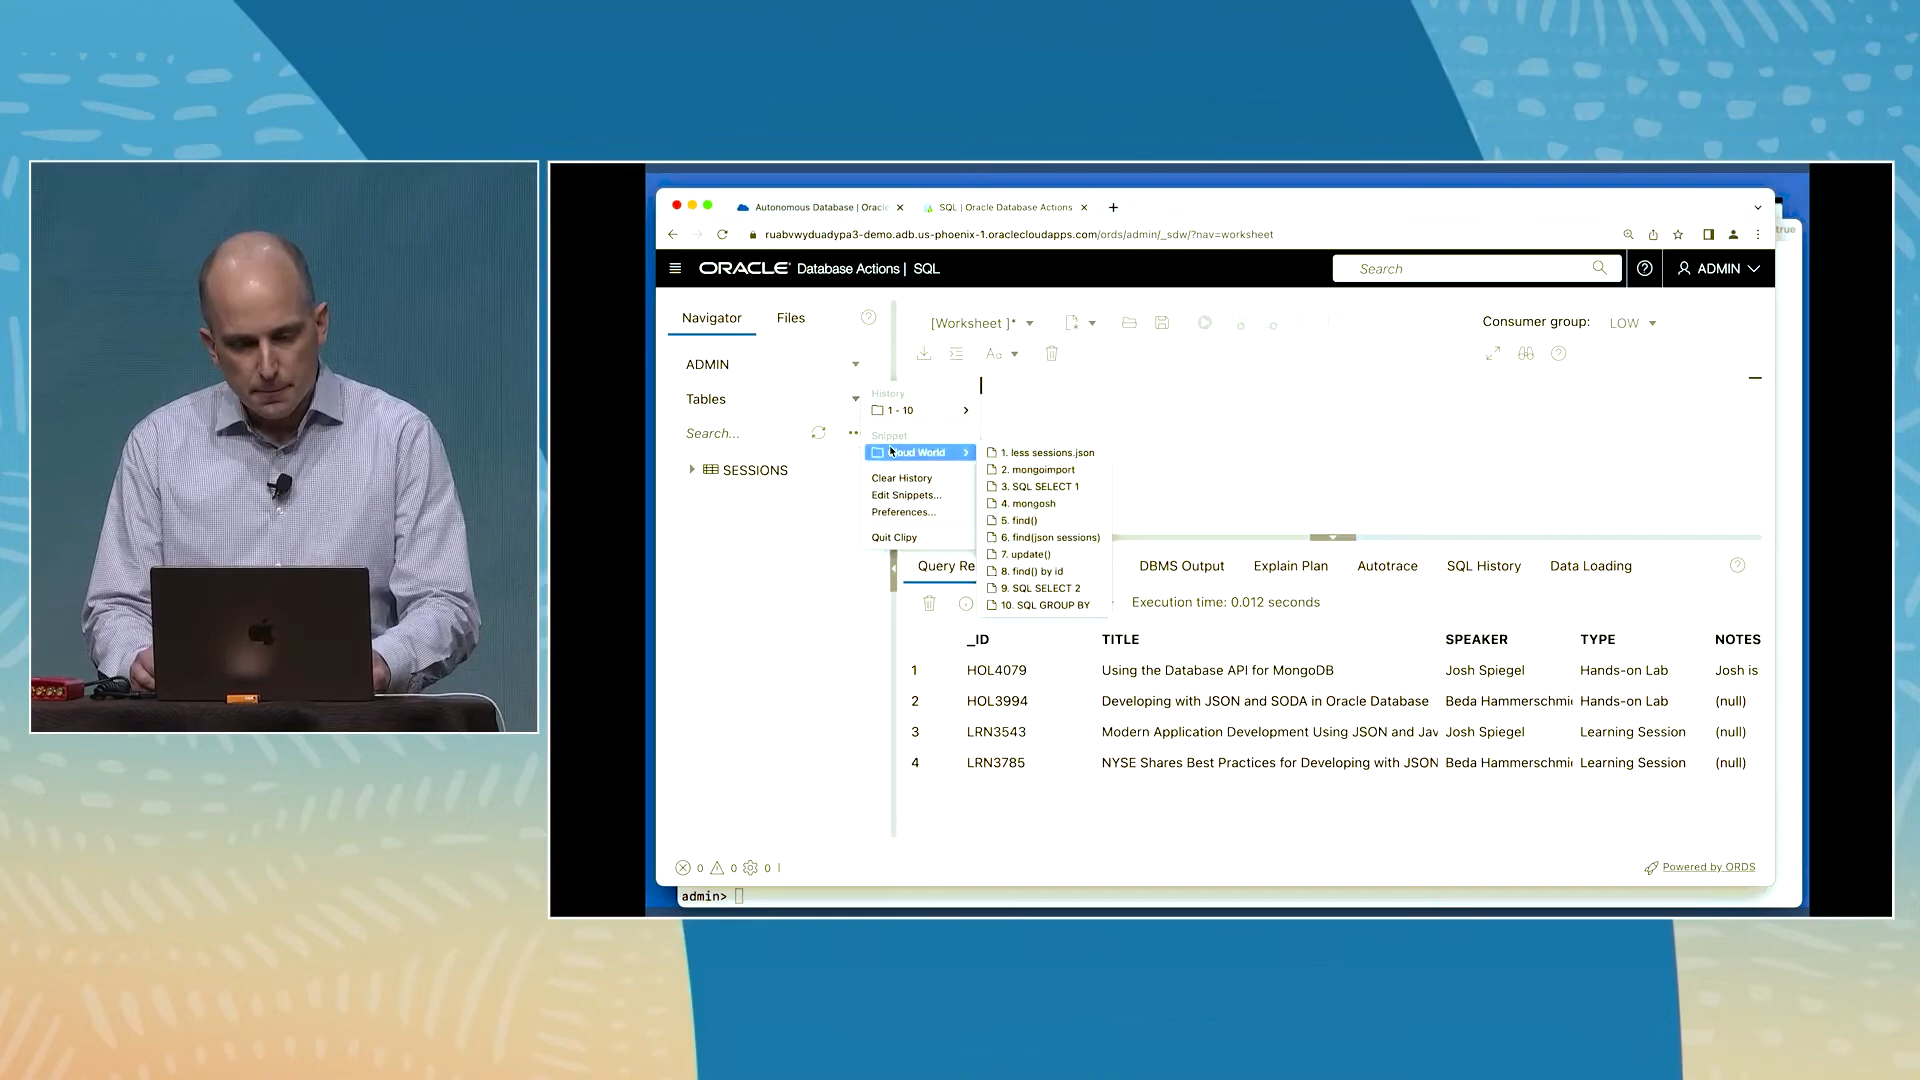 Autonomous Database | Oracle
SQL | Oracle Database Actions
true
ruabvwyduadypa3-demo.adb.us-phoenix-1.oraclecloudapps.com/ords/admin/_sdw/?nav=worksheet
ORACLE Database Actions | SQL
Search
ADMIN
Navigator
Files
[Worksheet ]*
Consumer group:
LOW
Aa
ADMIN
Tables
Search...
SESSIONS
History
1 - 10
Snippet
Cloud World
Clear History
Edit Snippets...
Preferences...
Quit Clipy
1. less sessions.json
2. mongoimport
3. SQL SELECT 1
4. mongosh
5. find()
6. find(json sessions)
7. update()
8. find() by id
9. SQL SELECT 2
10. SQL GROUP BY
Query Re
DBMS Output
Explain Plan
Autotrace
SQL History
Data Loading
Execution time: 0.012 seconds
_ID TITLE SPEAKER TYPE NOTES
1 HOL4079 Using the Database API for MongoDB Josh Spiegel Hands-on Lab Josh is
2 HOL3994 Developing with JSON and SODA in Oracle Database Beda Hammerschmi Hands-on Lab (null)
3 LRN3543 Modern Application Development Using JSON and Jav Josh Spiegel Learning Session (null)
4 LRN3785 NYSE Shares Best Practices for Developing with JSON Beda Hammerschmi Learning Session (null)
0 0 0 |
Powered by ORDS
admin>